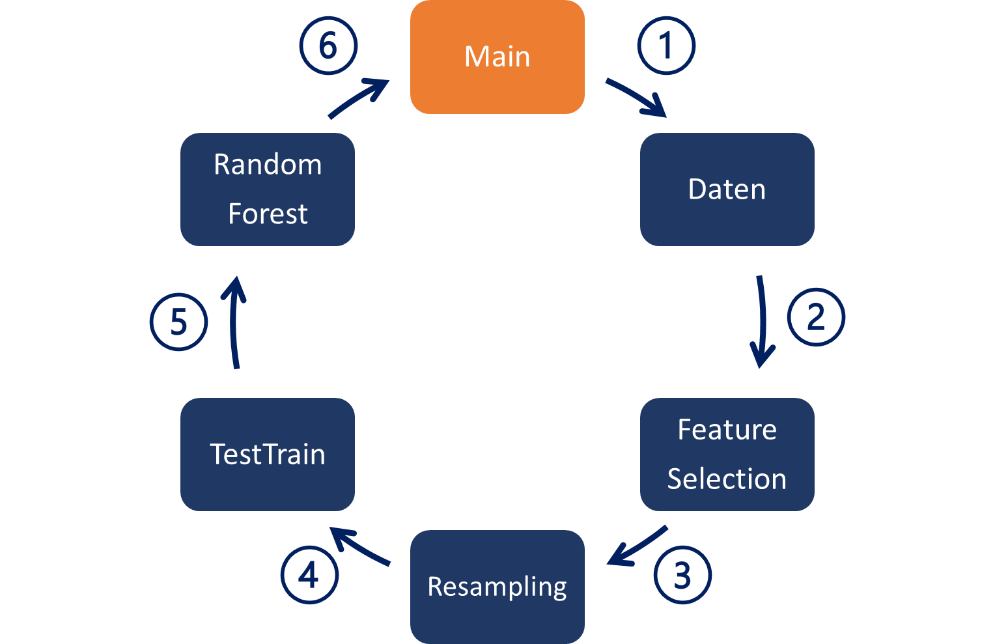 Main
1
Daten
2
Feature
Selection
3
Resampling
4
TestTrain
5
Random
Forest
6